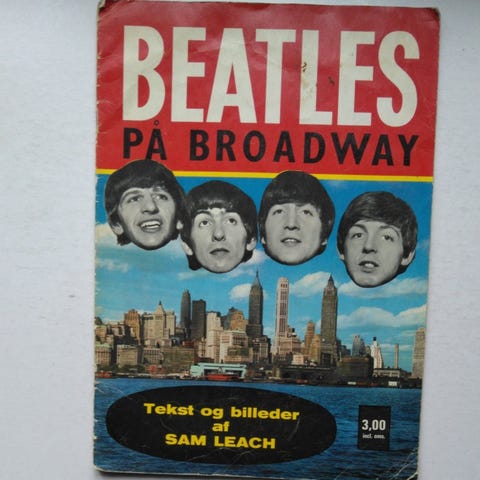 BEATLES
PÅ BROADWAY
Tekst og billeder
af
SAM LEACH
3,00
incl. oms.